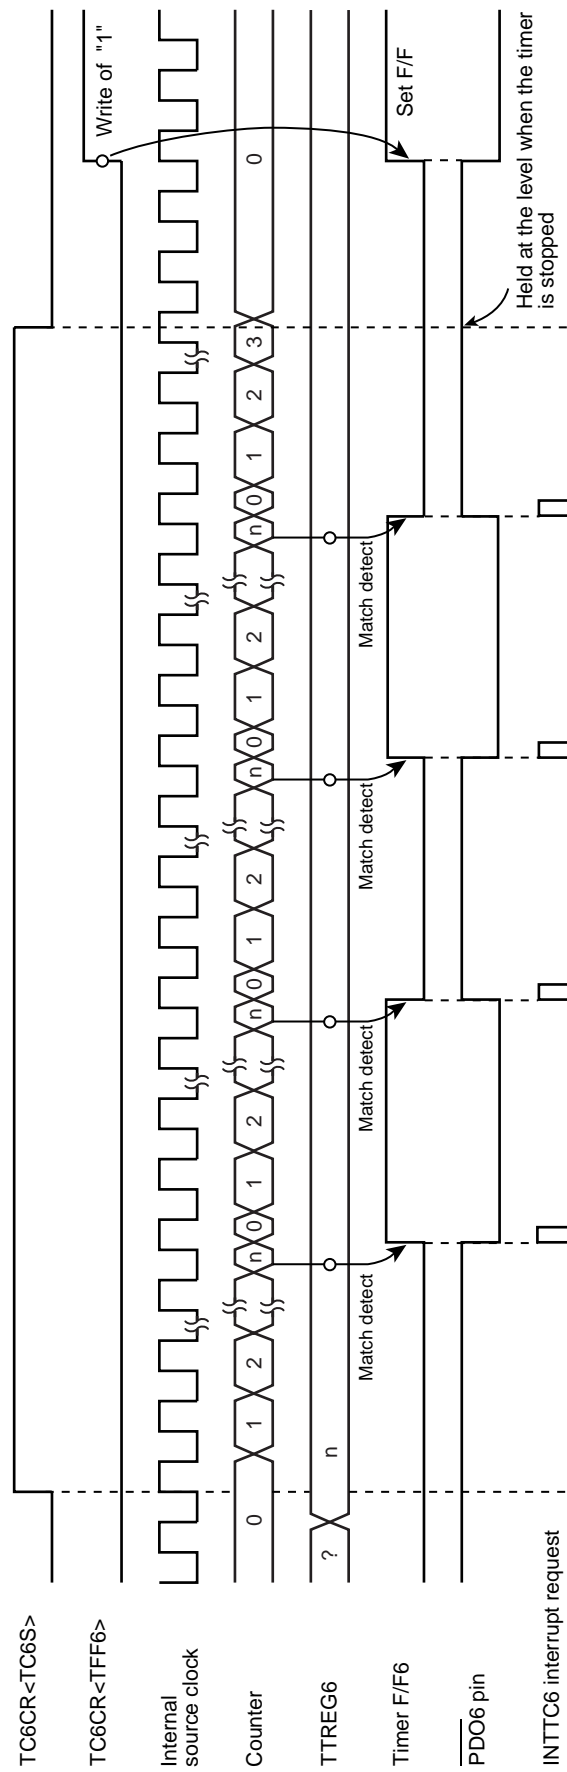 TC6CR<TC6S>
TC6CR<TFF6>
Write of "1"
Internal
source clock
Counter
0
1
2
n
0
1
2
n
0
1
2
n
0
1
2
n
0
1
2
3
0
TTREG6
?
n
Match detect
Match detect
Match detect
Match detect
Timer F/F6
Set F/F
PDO6 pin
Held at the level when the timer
is stopped
INTTC6 interrupt request